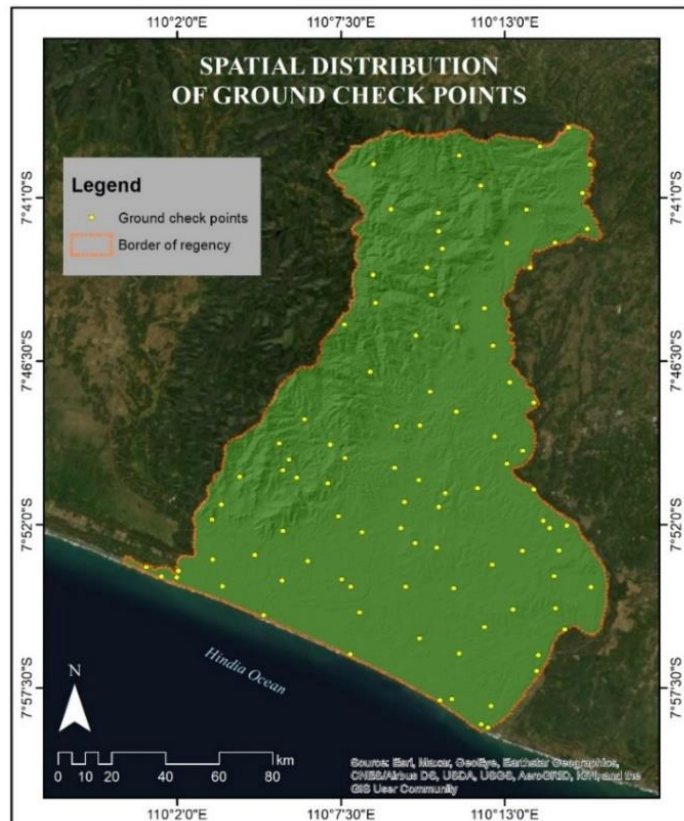 110°2'0"E 110°7'30"E 110°13'0"E
SPATIAL DISTRIBUTION
OF GROUND CHECK POINTS
Legend
Ground check points
Border of regency
7°41'0"S 7°41'0"S
7°46'30"S 7°46'30"S
7°52'0"S 7°52'0"S
7°57'30"S 7°57'30"S
Hindia Ocean
N
km
0 10 20 40 60 80
Source: Esri, Maxar, GeoEye, Earthstar Geographics,
CNES/Airbus DS, USDA, USGS, AeroGRID, IGN, and the
GIS User Community
110°2'0"E 110°7'30"E 110°13'0"E